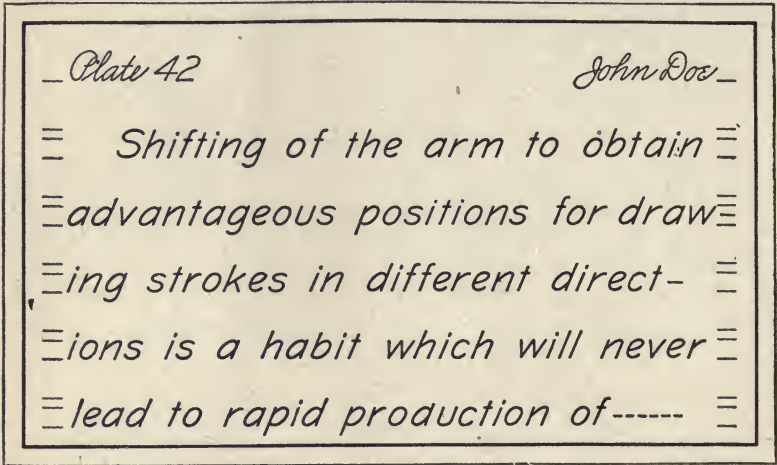 Plate 42 John Doe
Shifting of the arm to obtain
advantageous positions for draw-
ing strokes in different direct-
ions is a habit which will never
lead to rapid production of------